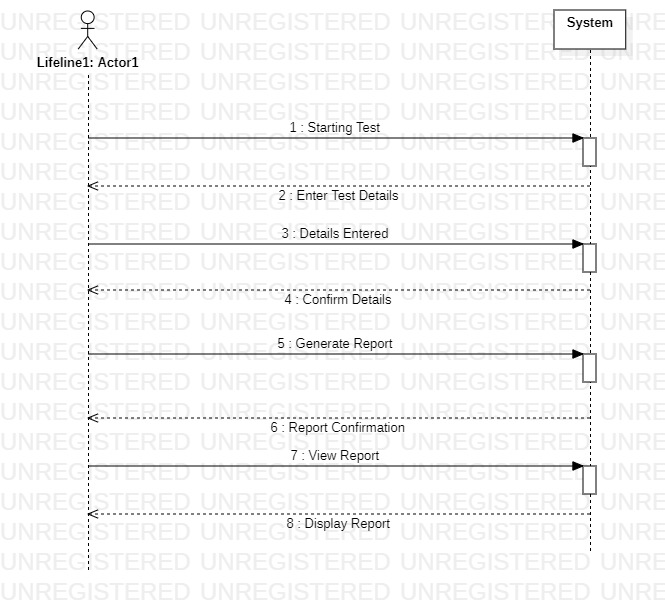 UNREGISTERED UNREGISTERED UNREGISTERED UNREGISTERED
System
Lifeline1: Actor1
1 : Starting Test
2 : Enter Test Details
3 : Details Entered
4 : Confirm Details
5 : Generate Report
6 : Report Confirmation
7 : View Report
8 : Display Report